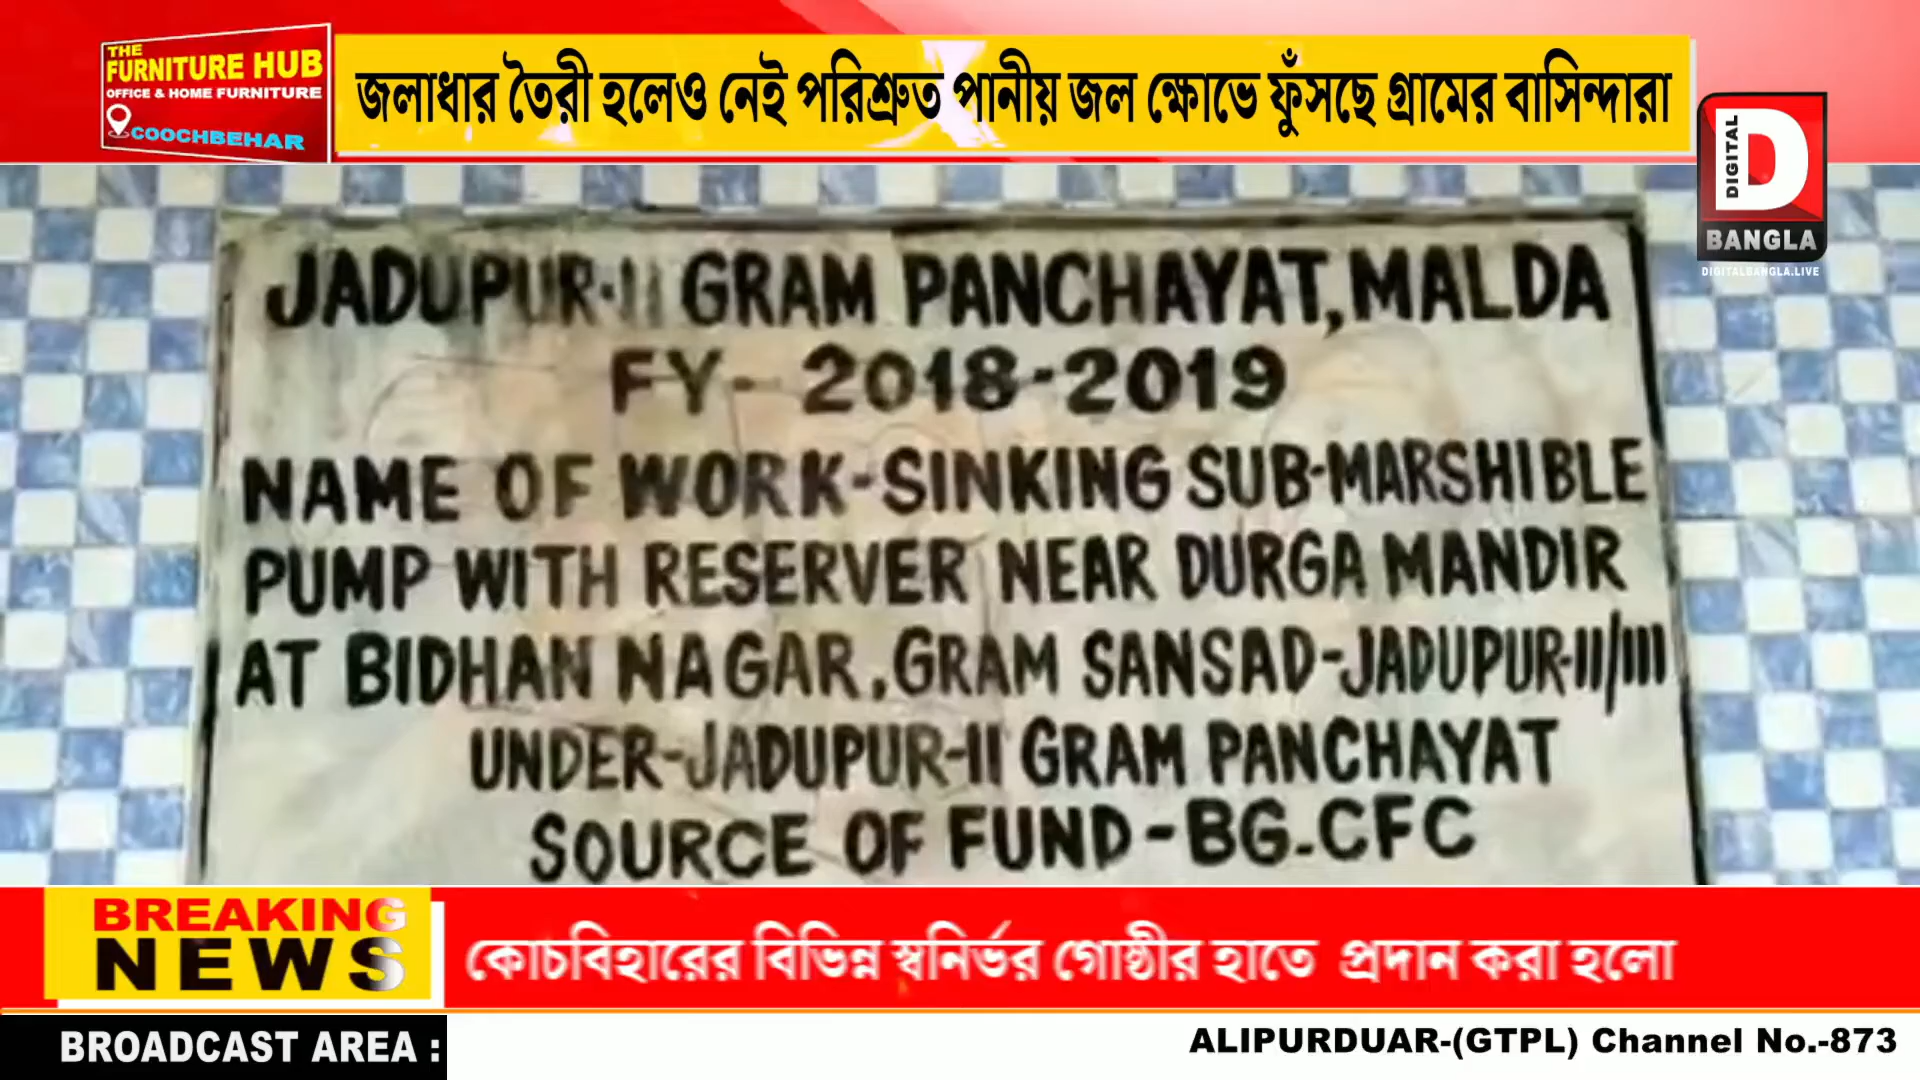 THE
FURNITURE HUB
OFFICE & HOME FURNITURE
COOCHBEHAR
জলাধার তৈরী হলেও নেই পরিশ্রুত পানীয় জল ক্ষোভে ফুঁসছে গ্রামের বাসিন্দারা
DIGITAL
D
BANGLA
DIGITALBANGLA.LIVE
JADUPUR-II GRAM PANCHAYAT, MALDA
FY- 2018-2019
NAME OF WORK-SINKING SUB-MARSHIBLE
PUMP WITH RESERVER NEAR DURGA MANDIR
AT BIDHAN NAGAR, GRAM SANSAD-JADUPUR-II/III
UNDER-JADUPUR-II GRAM PANCHAYAT
SOURCE OF FUND-BG-CFC
BREAKING
NEWS
কোচবিহারের বিভিন্ন স্বনির্ভর গোষ্ঠীর হাতে প্রদান করা হলো
BROADCAST AREA :
ALIPURDUAR-(GTPL) Channel No.-873